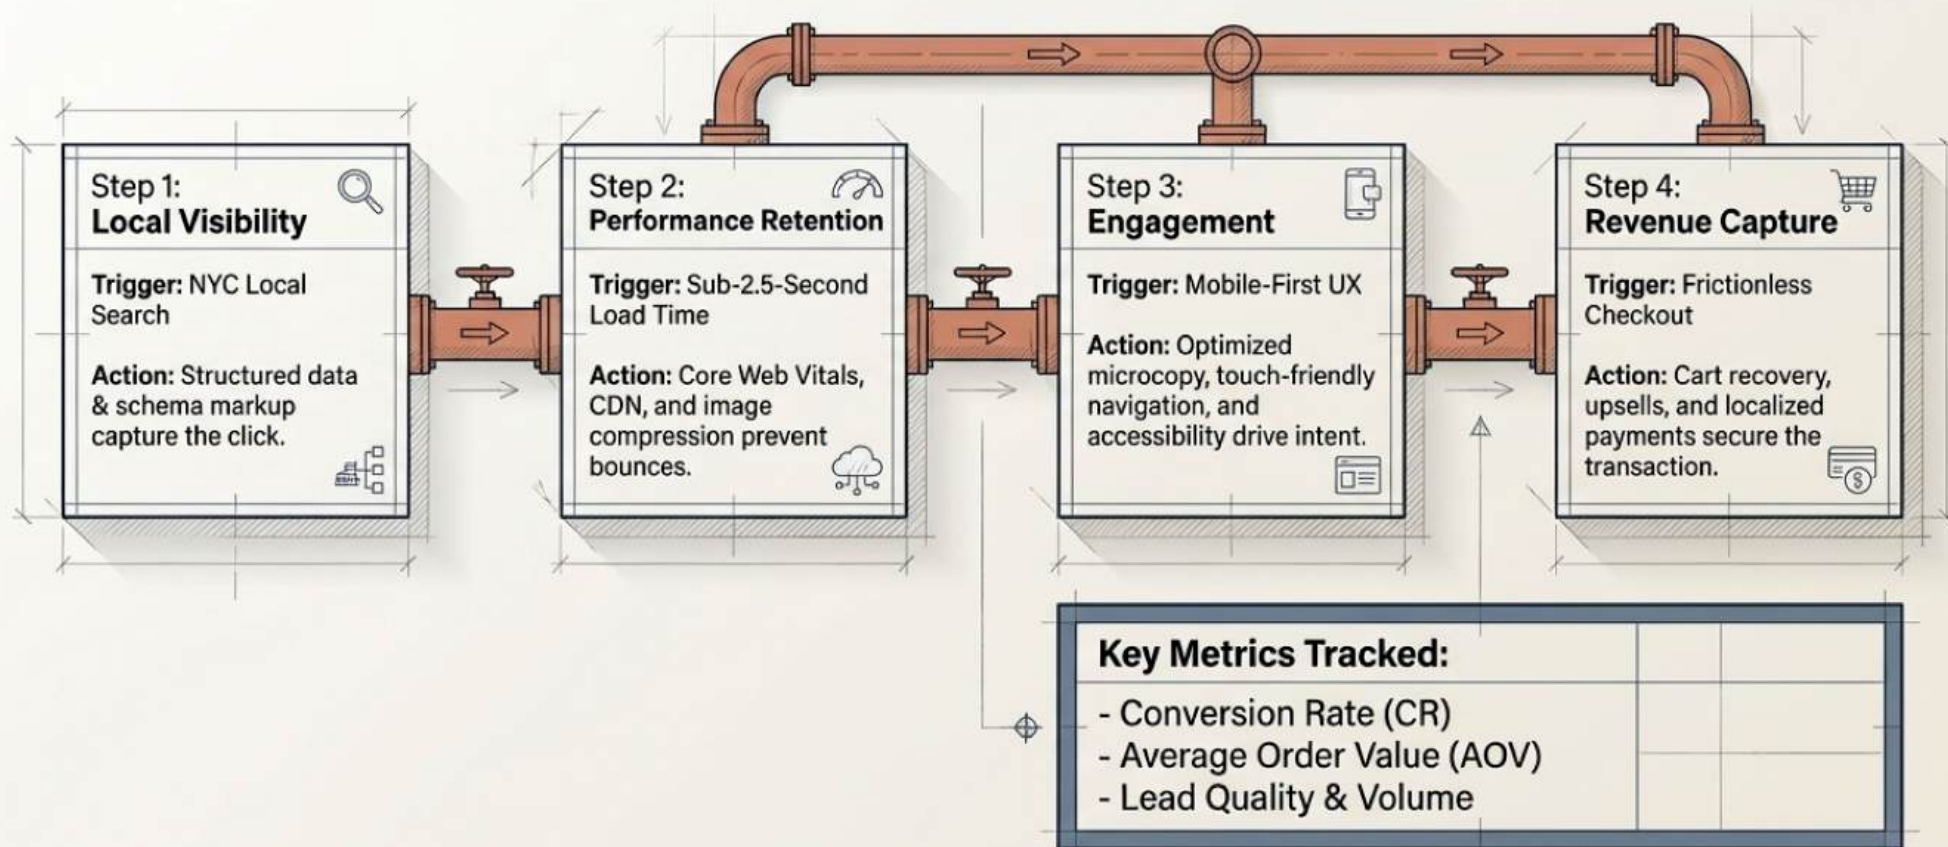 Step 1:
Local Visibility
Trigger: NYC Local
Search
Action: Structured data
& schema markup
capture the click.
Step 2:
Performance Retention
Trigger: Sub-2.5-Second
Load Time
Action: Core Web Vitals,
CDN, and image
compression prevent
bounces.
Step 3:
Engagement
Trigger: Mobile-First UX
Action: Optimized
microcopy, touch-friendly
navigation, and
accessibility drive intent.
Step 4:
Revenue Capture
Trigger: Frictionless
Checkout
Action: Cart recovery,
upsells, and localized
payments secure the
transaction.
Key Metrics Tracked:
- Conversion Rate (CR)
- Average Order Value (AOV)
- Lead Quality & Volume